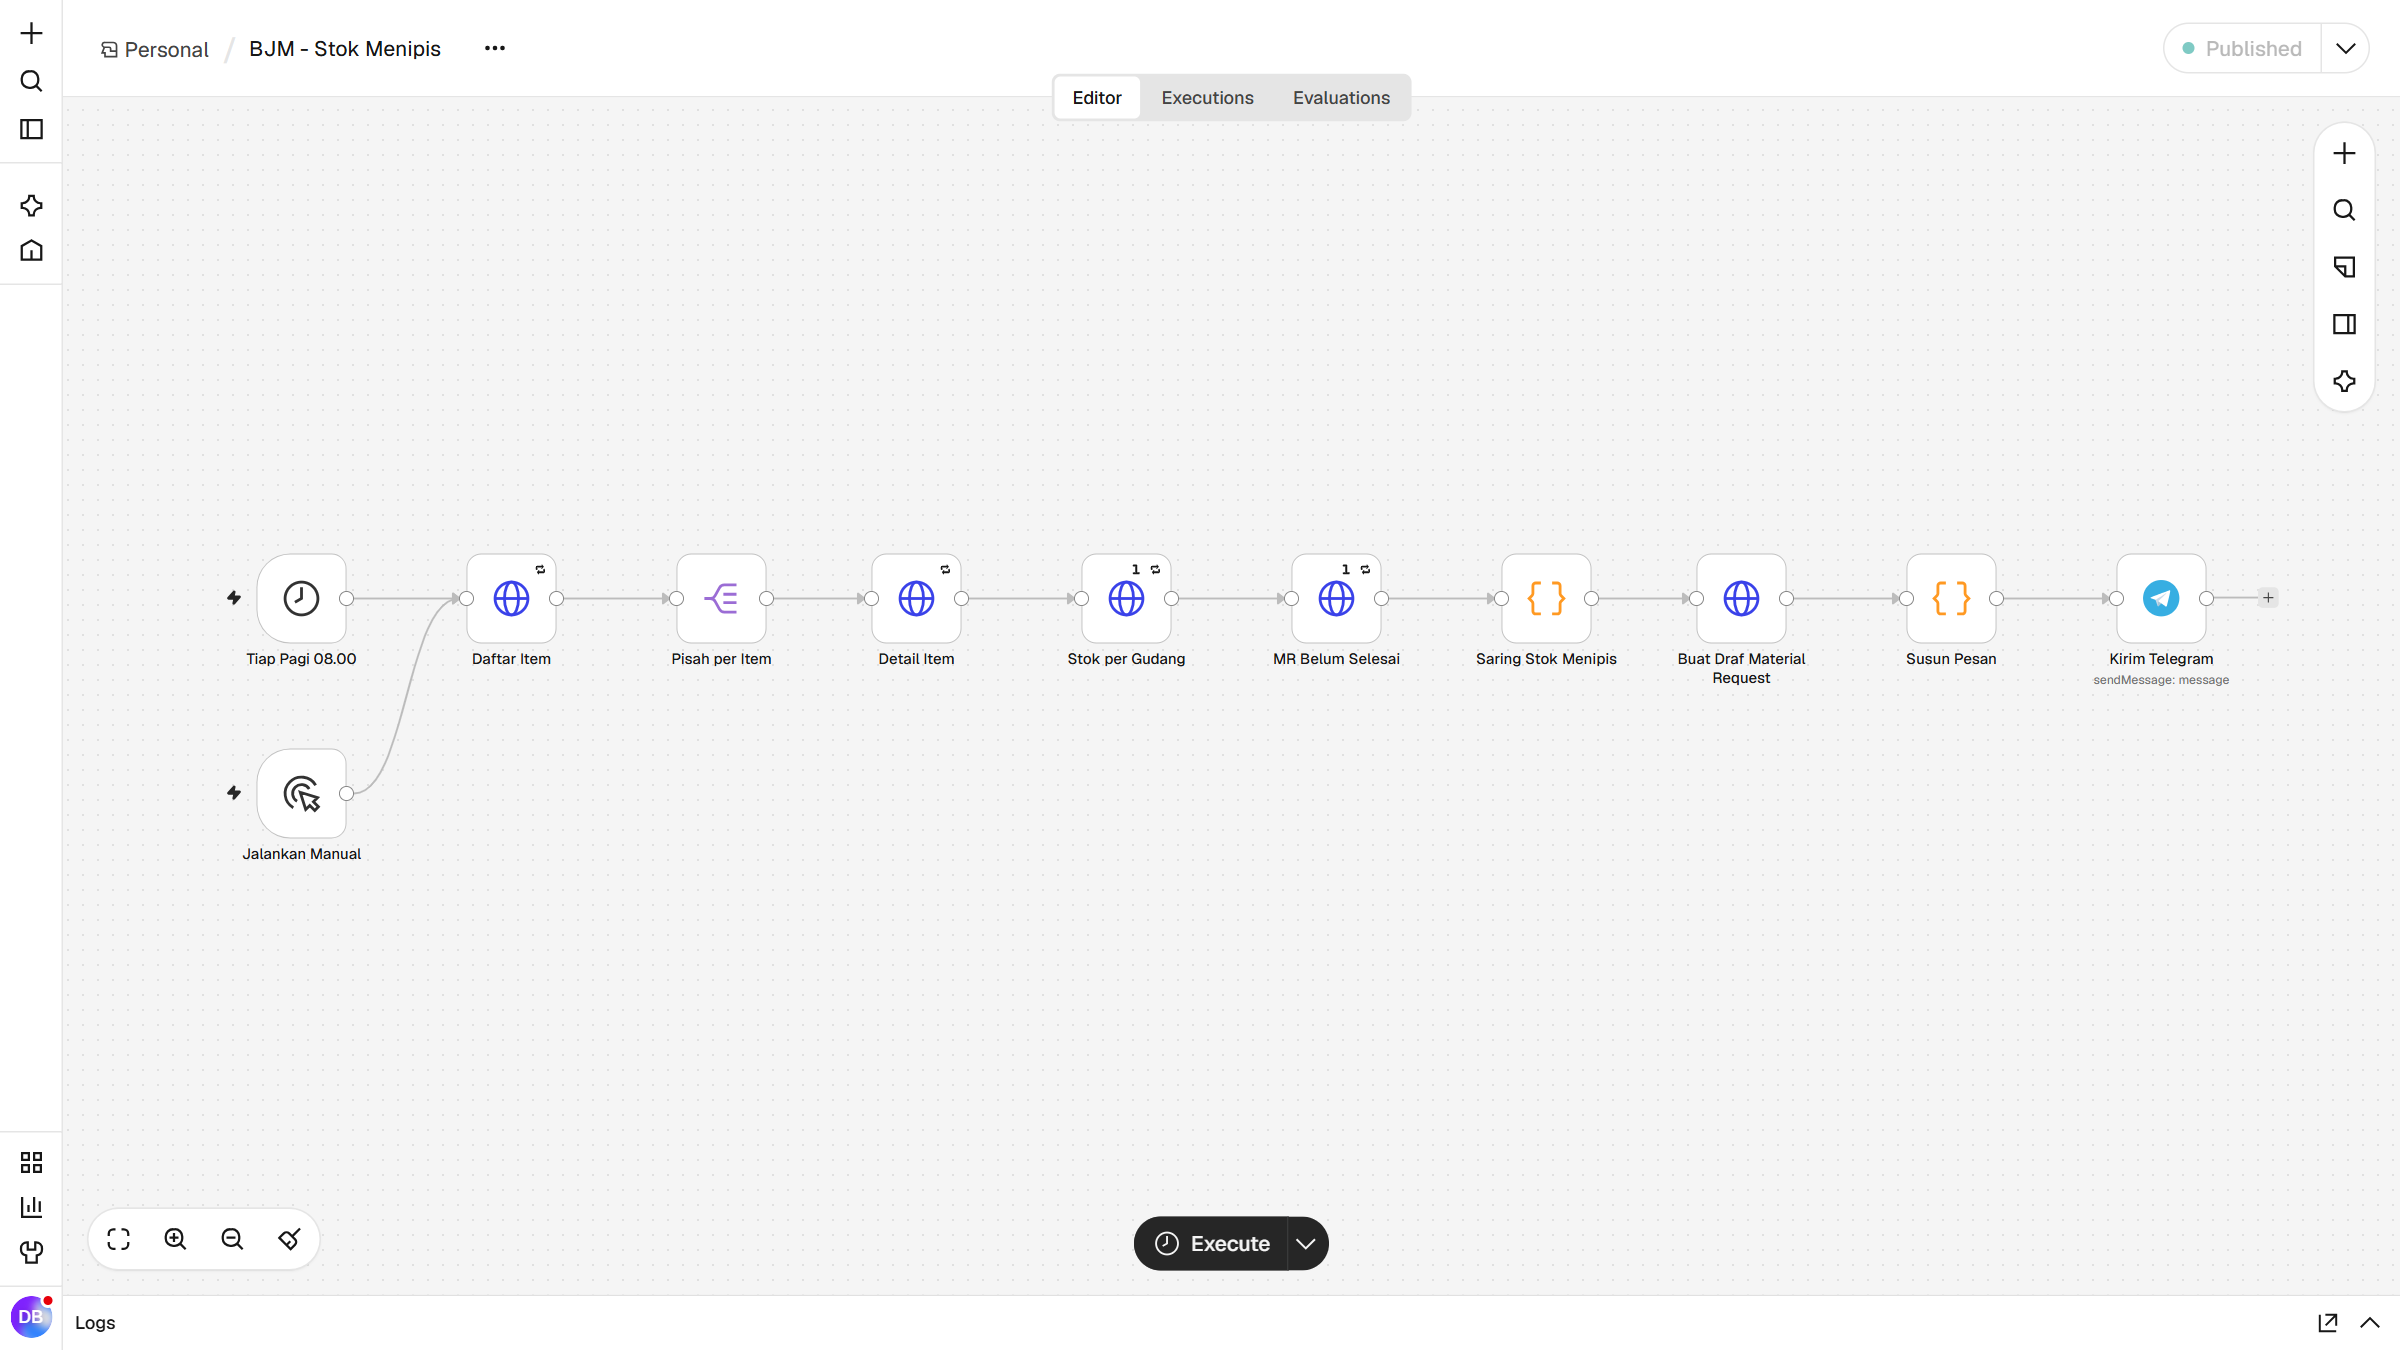 Personal / BJM - Stok Menipis
Published
Editor
Executions
Evaluations
1
1
Tiap Pagi 08.00
Daftar Item
Pisah per Item
Detail Item
Stok per Gudang
MR Belum Selesai
Saring Stok Menipis
Buat Draf Material
Request
Susun Pesan
Kirim Telegram
sendMessage: message
Jalankan Manual
Execute
DB
Logs